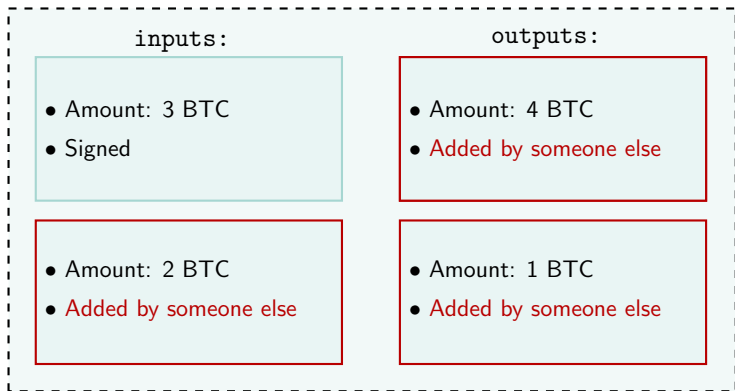 inputs:
• Amount: 3 BTC
• Signed
• Amount: 2 BTC
• Added by someone else
outputs:
• Amount: 4 BTC
• Added by someone else
• Amount: 1 BTC
• Added by someone else